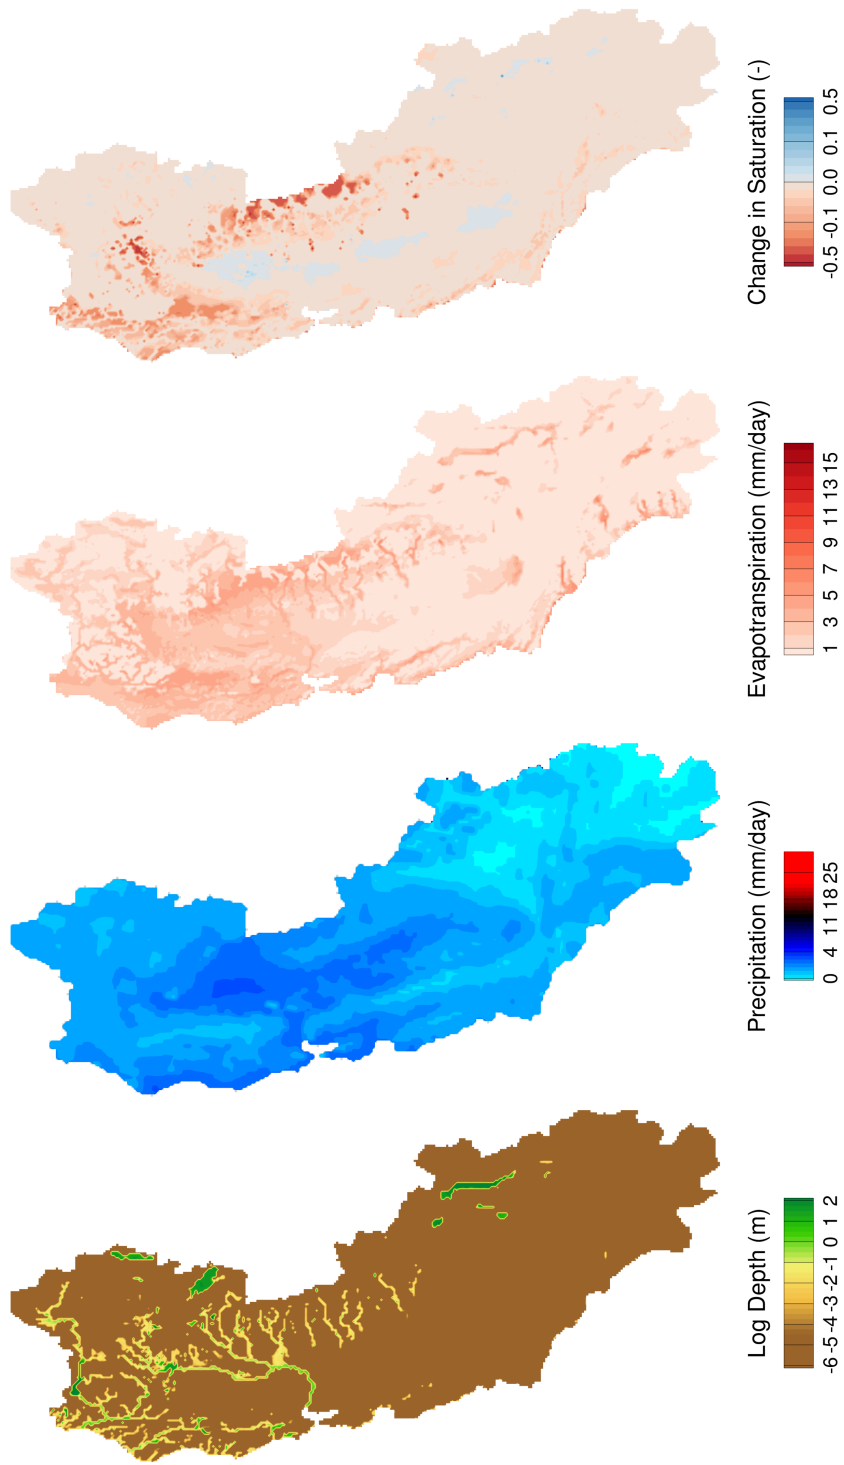 Log Depth (m)
-6 -5 -4 -3 -2 -1 0 1 2
Precipitation (mm/day)
0 4 11 18 25
Evapotranspiration (mm/day)
1 3 5 7 9 11 13 15
Change in Saturation (-)
-0.5 -0.1 0.0 0.1 0.5